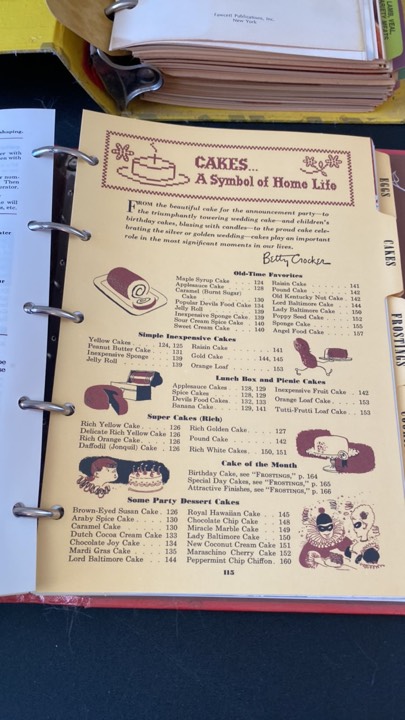 Fawcett Publications, Inc.
New York
CAKES...
A Symbol of Home Life
FROM the beautiful cake for the announcement party—to
the triumphantly towering wedding cake—and children's
birthday cakes, blazing with candles—to the proud cake cele-
brating the silver or golden wedding—cakes play an important
role in the most significant moments in our lives.
Betty Crocker
Old-Time Favorites
Maple Syrup Cake 124
Applesauce Cake 128
Caramel (Burnt Sugar)
Cake 130
Popular Devils Food Cake 134
Jelly Roll 139
Inexpensive Sponge Cake 139
Sour Cream Spice Cake 140
Sweet Cream Cake 140
Raisin Cake 141
Pound Cake 142
Old Kentucky Nut Cake 143
Lord Baltimore Cake 144
Lady Baltimore Cake 150
Poppy Seed Cake 152
Sponge Cake 155
Angel Food Cake 157
Simple Inexpensive Cakes
Yellow Cakes 124, 125
Peanut Butter Cake 131
Inexpensive Sponge 139
Jelly Roll 139
Raisin Cake 141
Gold Cake 144, 145
Orange Loaf 153
Lunch Box and Picnic Cakes
Applesauce Cakes 128, 129
Spice Cakes 128, 129
Devils Food Cakes 132, 133
Banana Cake 129, 141
Inexpensive Fruit Cake 142
Orange Loaf Cake 153
Tutti-Frutti Loaf Cake 153
Super Cakes (Rich)
Rich Yellow Cake 126
Delicate Rich Yellow Cake 126
Rich Orange Cake 126
Daffodil (Jonquil) Cake 126
Rich Golden Cake 127
Pound Cake 142
Rich White Cakes 150, 151
Cake of the Month
Birthday Cake, see "FROSTINGS," p. 164
Special Day Cakes, see "FROSTINGS," p. 165
Attractive Finishes, see "FROSTINGS," p. 166
Some Party Dessert Cakes
Brown-Eyed Susan Cake 126
Araby Spice Cake 130
Caramel Cake 130
Dutch Cocoa Cream Cake 133
Chocolate Joy Cake 134
Mardi Gras Cake 135
Lord Baltimore Cake 144
Royal Hawaiian Cake 145
Chocolate Chip Cake 148
Miracle Marble Cake 149
Lady Baltimore Cake 150
New Coconut Cream Cake 151
Maraschino Cherry Cake 152
Peppermint Chip Chiffon 160
115
EGGS
CAKES
FROSTINGS